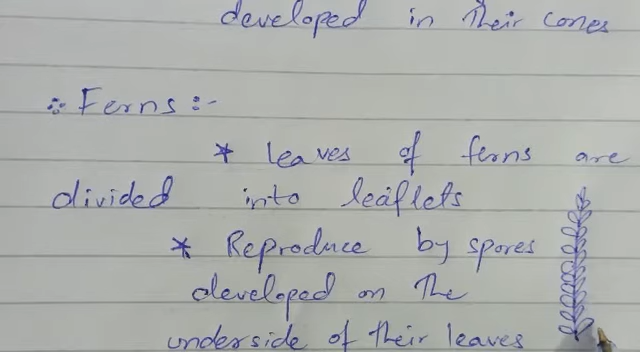 developed in their cones
∴ Ferns :-
* leaves of ferns are
divided into leaflets
* Reproduce by spores
developed on the
underside of their leaves